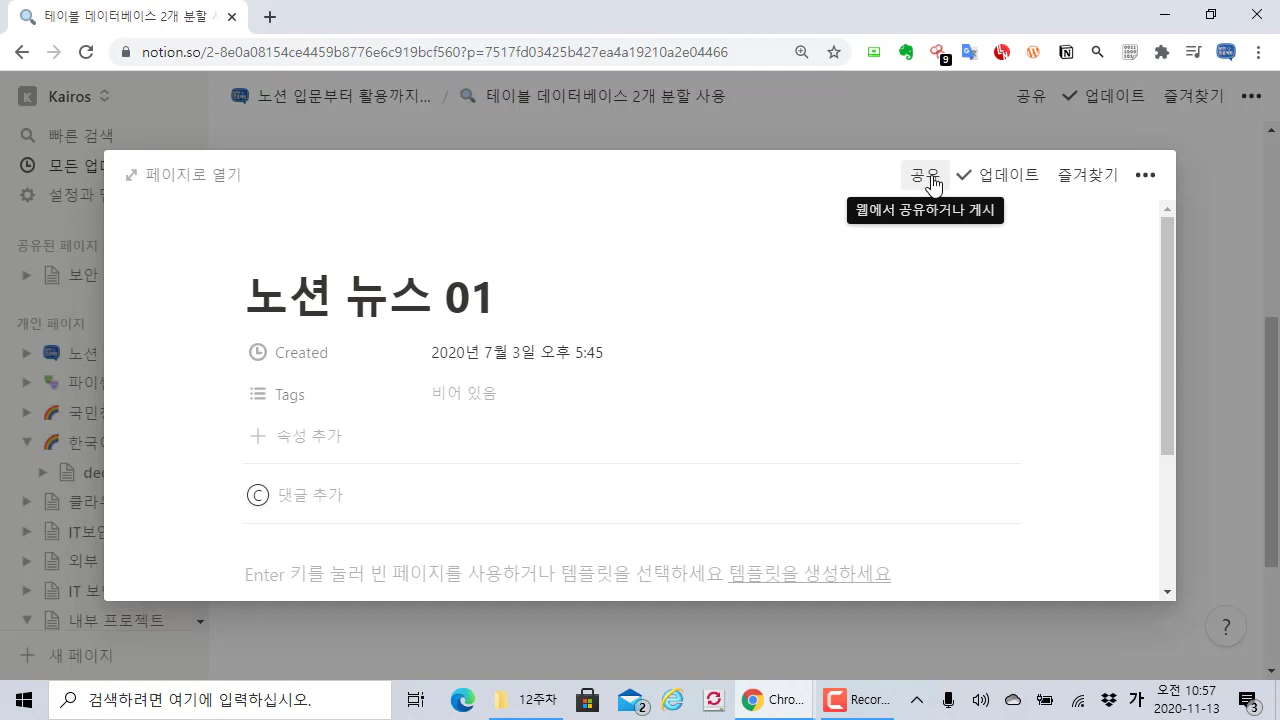 테이블 데이터베이스 2개 분할 사
notion.so/2-8e0a08154ce4459b8776e6c919bcf560?p=7517fd03425b427ea4a19210a2e04466
9
K Kairos
노션 입문부터 활용까지... / 테이블 데이터베이스 2개 분할 사용
공유 업데이트 즐겨찾기
빠른 검색
모든 업
설정과
공유된 페이지
보안
개인 페이지
노션
파이
국민
한국
dec
클라
IT보안
외부
IT 보
내부 프로젝트
새 페이지
페이지로 열기
공유 업데이트 즐겨찾기
웹에서 공유하거나 게시
노션 뉴스 01
Created 2020년 7월 3일 오후 5:45
Tags 비어 있음
속성 추가
C 댓글 추가
Enter 키를 눌러 빈 페이지를 사용하거나 템플릿을 선택하세요 템플릿을 생성하세요
?
검색하려면 여기에 입력하십시오.
12주차
2
Chro...
Recor...
가
오전 10:57
2020-11-13
3